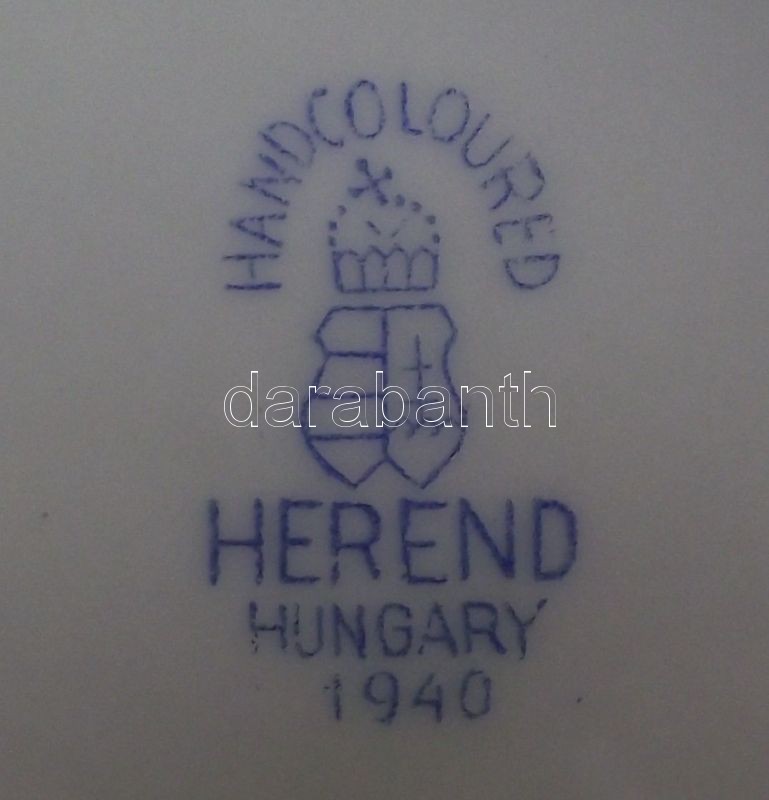 HANDCOLOURED
darabanth
HEREND
HUNGARY
1940